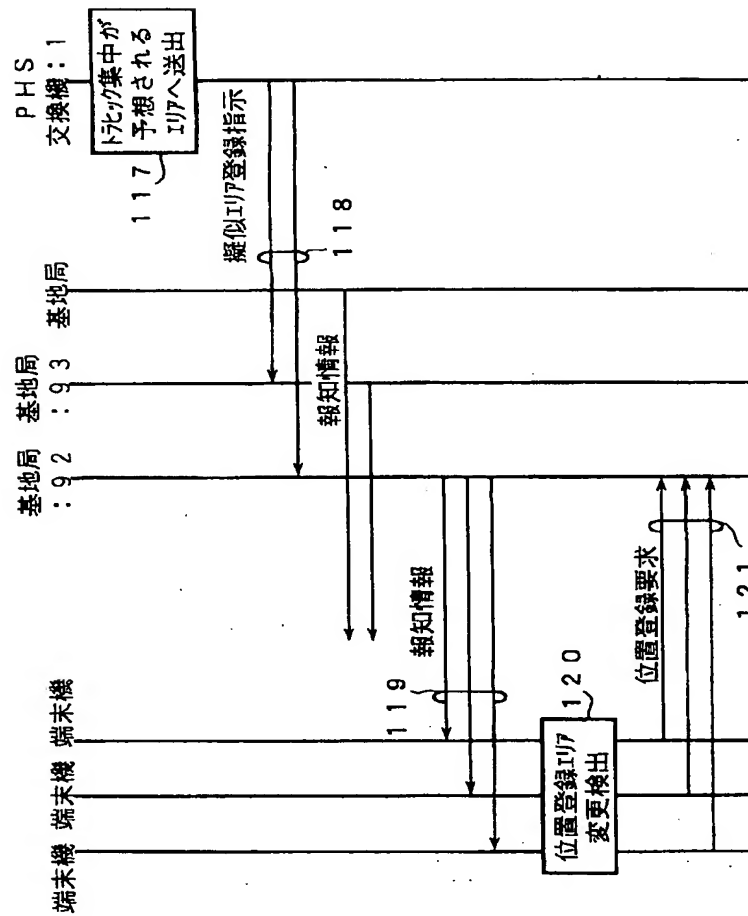 端末機
端末機
端末機
基地局
:92
基地局
:93
基地局
PHS
交換機:1
トラヒック集中が
予想される
エリアへ送出
117
擬似エリア登録指示
118
報知情報
報知情報
119
位置登録エリア
変更検出
120
位置登録要求
121